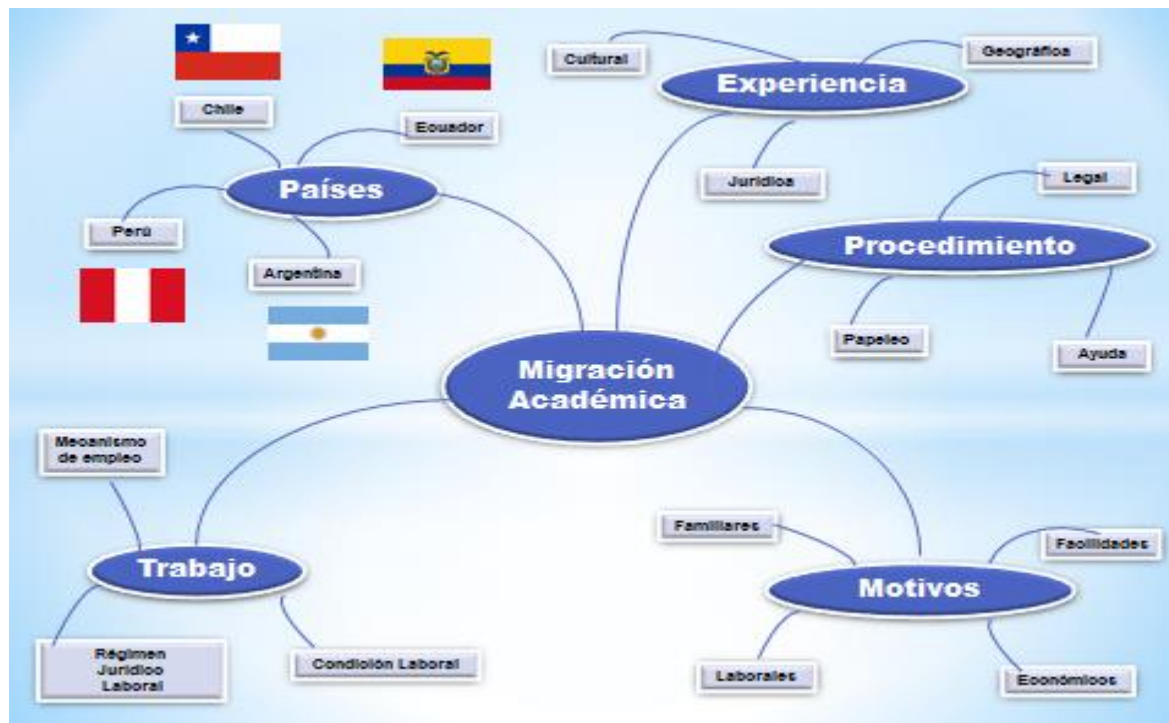 Cultural
Geográfica
Experiencia
Jurídica
Chile
Ecuador
Países
Perú
Argentina
Legal
Procedimiento
Papeleo
Ayuda
Migración
Académica
Mecanismo
de empleo
Trabajo
Régimen
Jurídico
Laboral
Condición Laboral
Familiares
Facilidades
Motivos
Laborales
Económicos